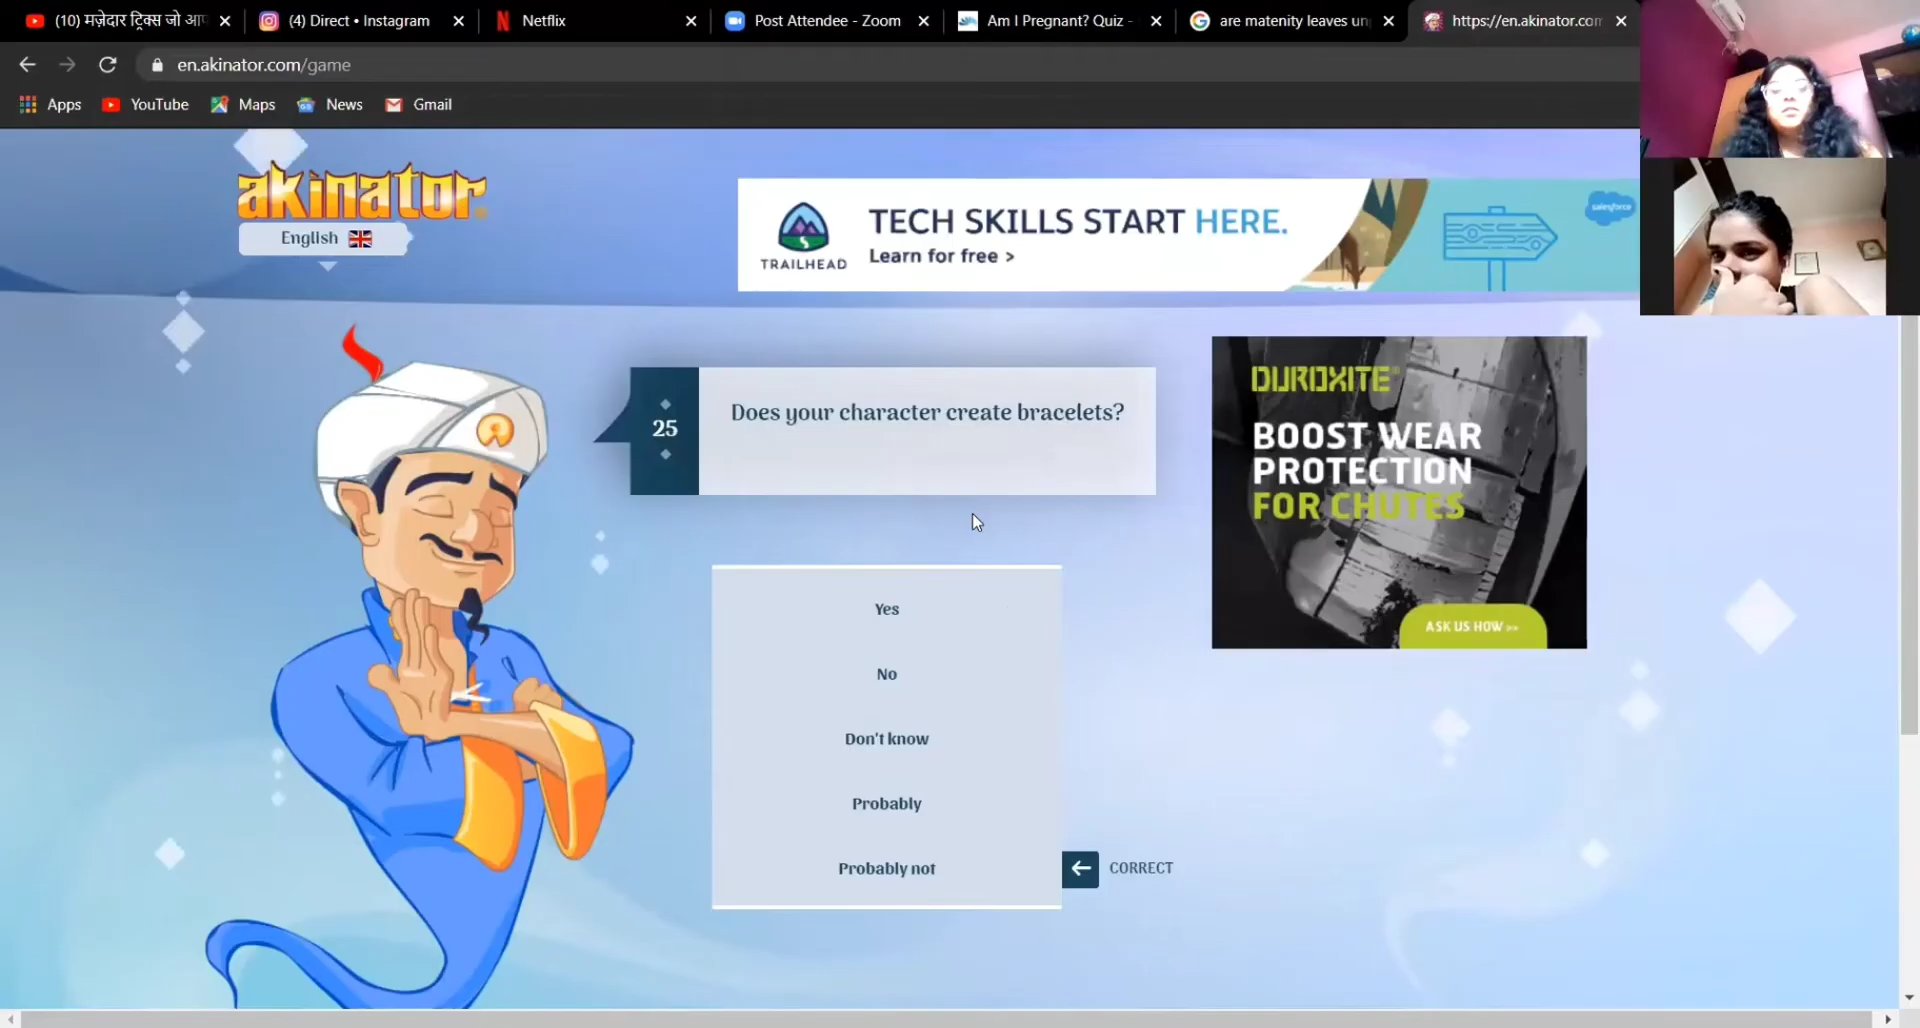 (10) मज़ेदार ट्रिक्स जो आप
(4) Direct • Instagram
Netflix
Post Attendee - Zoom
Am I Pregnant? Quiz -
are matenity leaves un
https://en.akinator.com
en.akinator.com/game
Apps
YouTube
Maps
News
Gmail
akinator
English
TRAILHEAD
TECH SKILLS START HERE.
Learn for free >
salesforce
25
Does your character create bracelets?
Yes
No
Don't know
Probably
Probably not
CORRECT
DUROXITE
BOOST WEAR
PROTECTION
FOR CHUTES
ASK US HOW >>